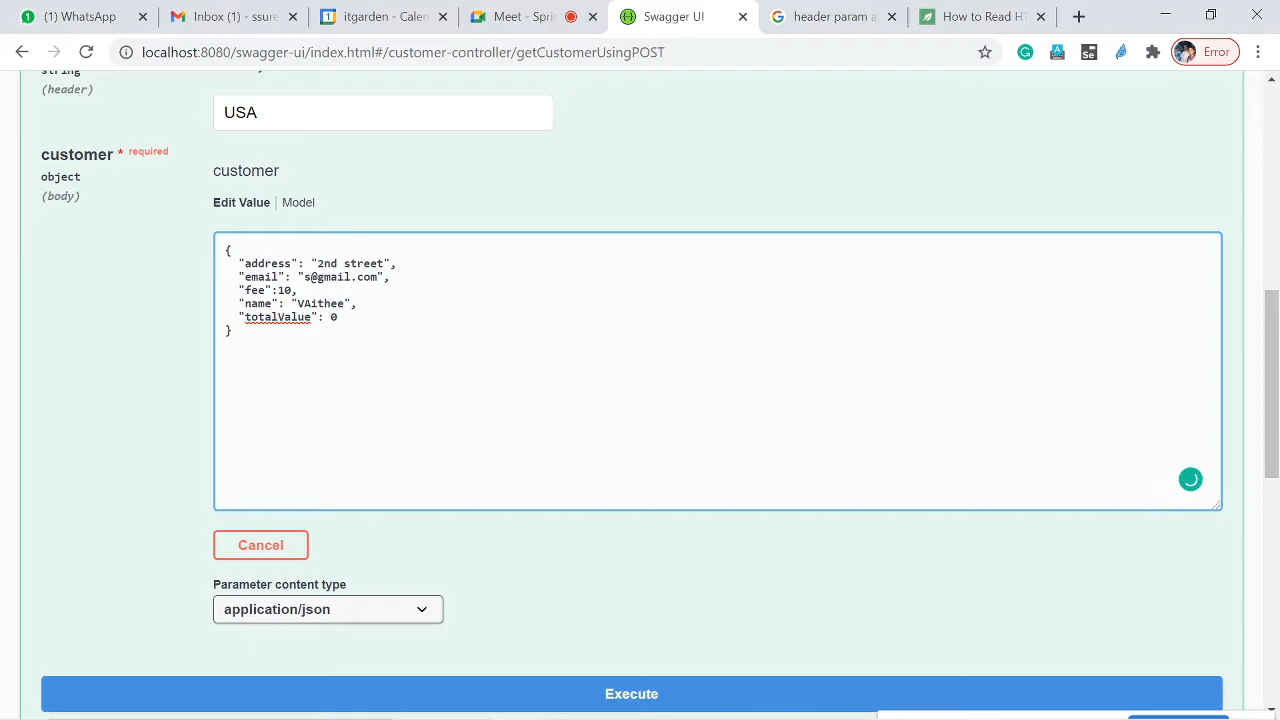 (1) WhatsApp
Inbox (1) - ssure
itgarden - Calen
Meet - Spri
Swagger UI
header param a
How to Read HT
localhost:8080/swagger-ui/index.html#/customer-controller/getCustomerUsingPOST
Error
string
(header)
USA
customer * required
object
(body)
customer
Edit Value | Model
{
"address": "2nd street",
"email": "s@gmail.com",
"fee":10,
"name": "VAithee",
"totalValue": 0
}
Cancel
Parameter content type
application/json
Execute